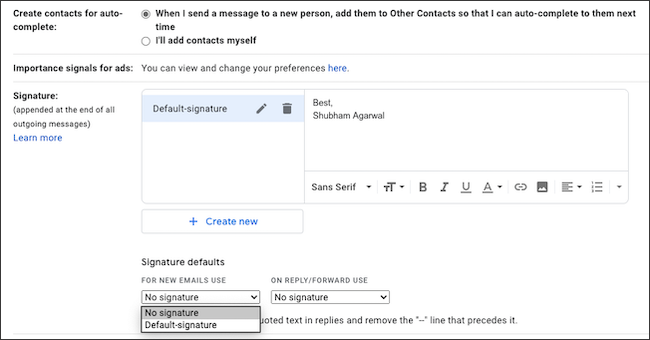 Create contacts for auto-
complete:
When I send a message to a new person, add them to Other Contacts so that I can auto-complete to them next
time
I'll add contacts myself
Importance signals for ads:
You can view and change your preferences here.
Signature:
(appended at the end of all
outgoing messages)
Learn more
Default-signature
Best,
Shubham Agarwal
Sans Serif
B I U A
+ Create new
Signature defaults
FOR NEW EMAILS USE
ON REPLY/FORWARD USE
No signature
No signature
No signature
Default-signature
uoted text in replies and remove the "--" line that precedes it.